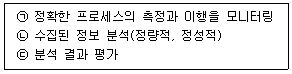 ㉠ 정확한 프로세스의 측정과 이행을 모니터링
㉡ 수집된 정보 분석(정량적, 정성적)
㉢ 분석 결과 평가